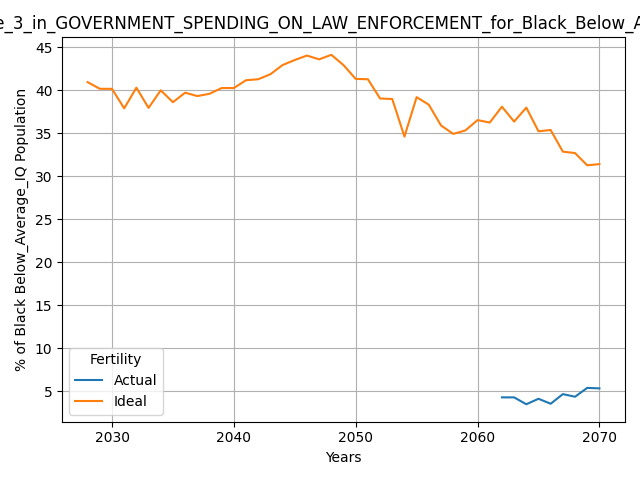 e_3_in_GOVERNMENT_SPENDING_ON_LAW_ENFORCEMENT_for_Black_Below_A
% of Black Below_Average_IQ Population
45
40
35
30
25
20
15
10
5
Fertility
Actual
Ideal
2030 2040 2050 2060 2070
Years